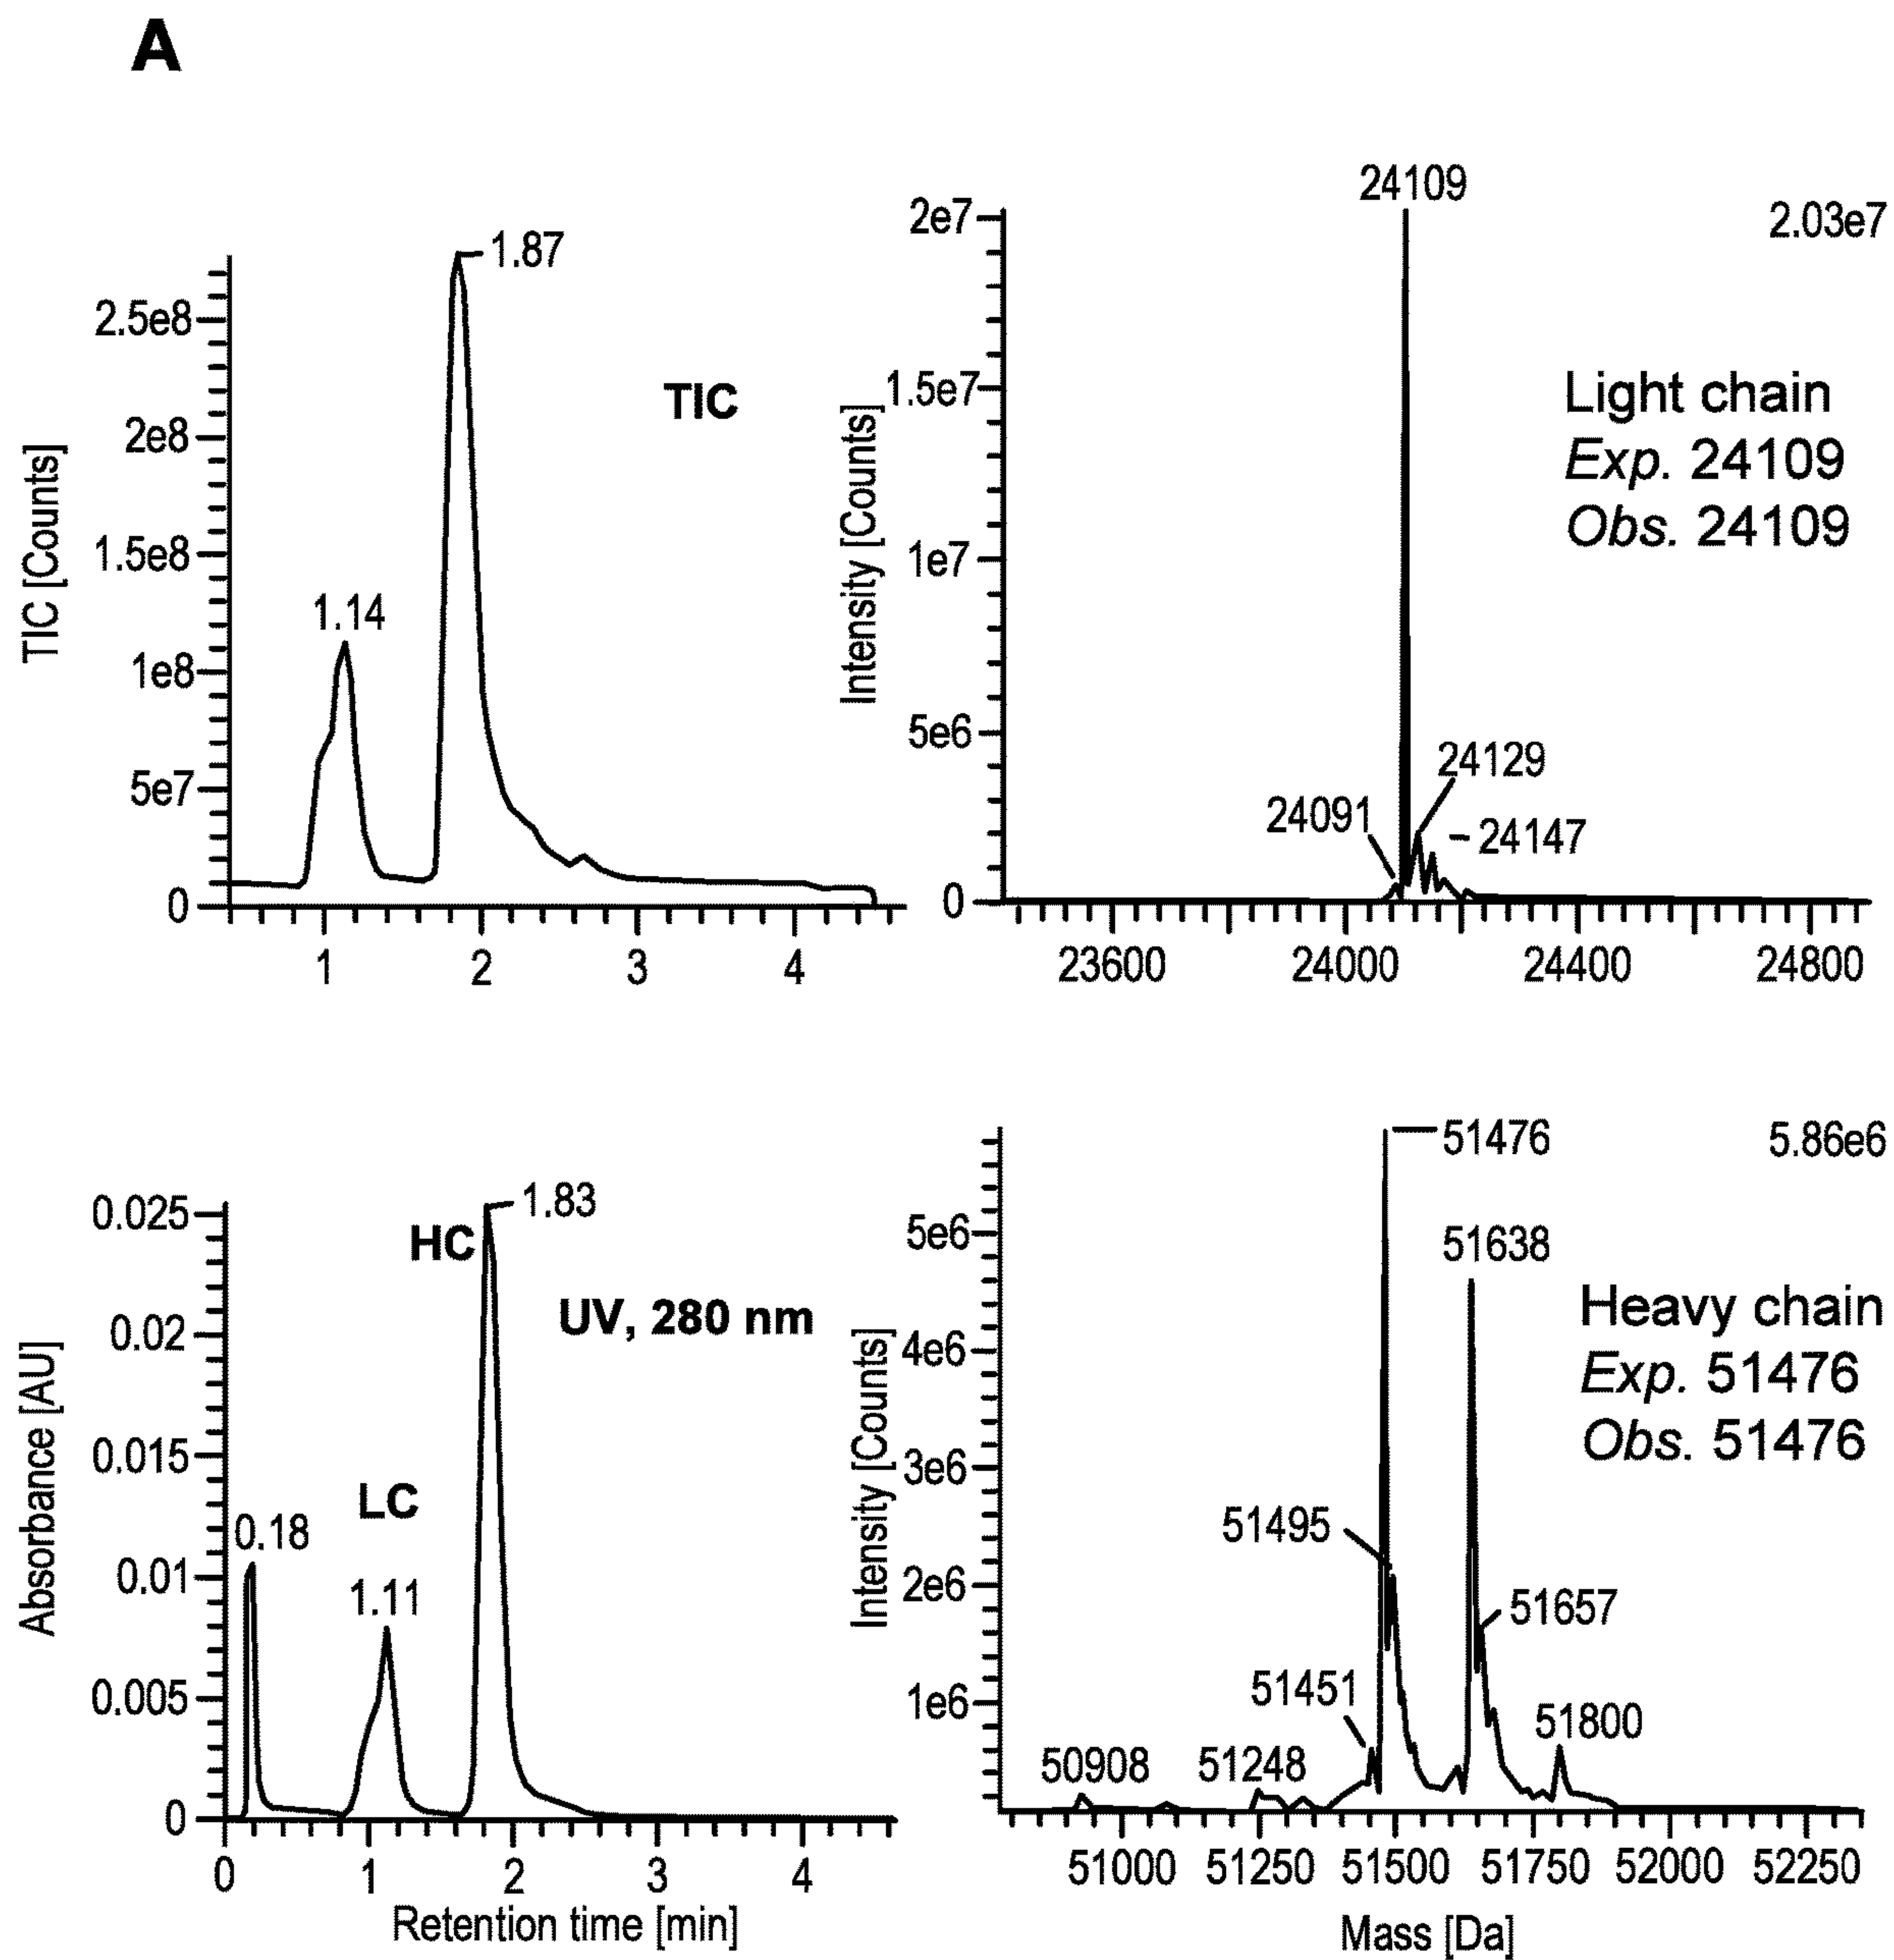 A
TIC [Counts]
2.5e8
2e8
1.5e8
1e8
5e7
0
1.14
1.87
TIC
1
2
3
4
Intensity [Counts]
2e7
1.5e7
1e7
5e6
0
24109
2.03e7
Light chain
Exp. 24109
Obs. 24109
24091
24129
24147
23600
24000
24400
24800
Absorbance [AU]
0.025
0.02
0.015
0.01
0.005
0
0.18
LC
1.11
HC
1.83
UV, 280 nm
0
1
2
3
4
Retention time [min]
Intensity [Counts]
5e6
4e6
3e6
2e6
1e6
51476
5.86e6
51638
Heavy chain
Exp. 51476
Obs. 51476
51495
51657
51451
51800
50908
51248
51000
51250
51500
51750
52000
52250
Mass [Da]